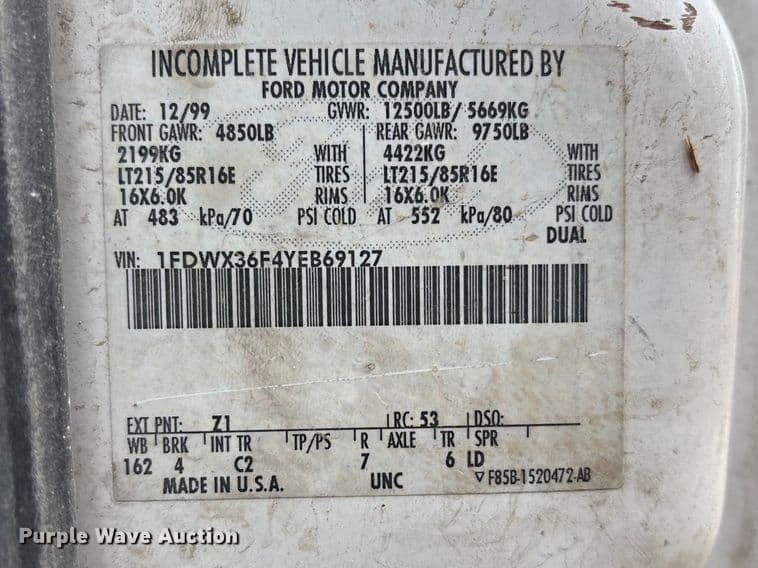 INCOMPLETE VEHICLE MANUFACTURED BY
FORD MOTOR COMPANY
DATE: 12/99 GVWR: 12500LB/ 5669KG
FRONT GAWR: 4850LB REAR GAWR: 9750LB
2199KG WITH 4422KG WITH
LT215/85R16E TIRES LT215/85R16E TIRES
16X6.0K RIMS 16X6.0K RIMS
AT 483 kPa/70 PSI COLD AT 552 kPa/80 PSI COLD
DUAL
VIN: 1FDWX36F4YEB69127
EXT PNT: Z1 RC: 53 DSO:
WB BRK INT TR TP/PS R AXLE TR SPR
162 4 C2 7 6 LD
MADE IN U.S.A. UNC ▽ F85B-1520472-AB
Purple Wave Auction